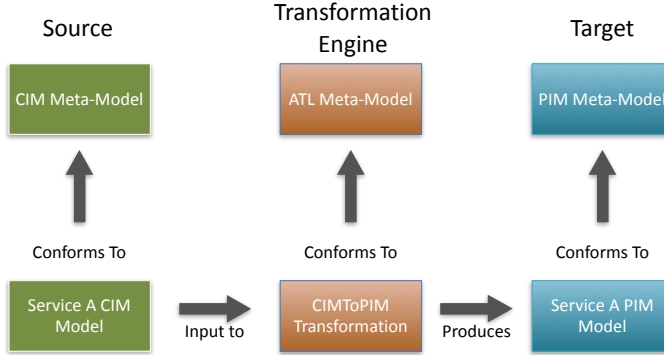 Source
Transformation
Engine
Target
CIM Meta-Model
ATL Meta-Model
PIM Meta-Model
Conforms To
Conforms To
Conforms To
Service A CIM
Model
Input to
CIMToPIM
Transformation
Produces
Service A PIM
Model